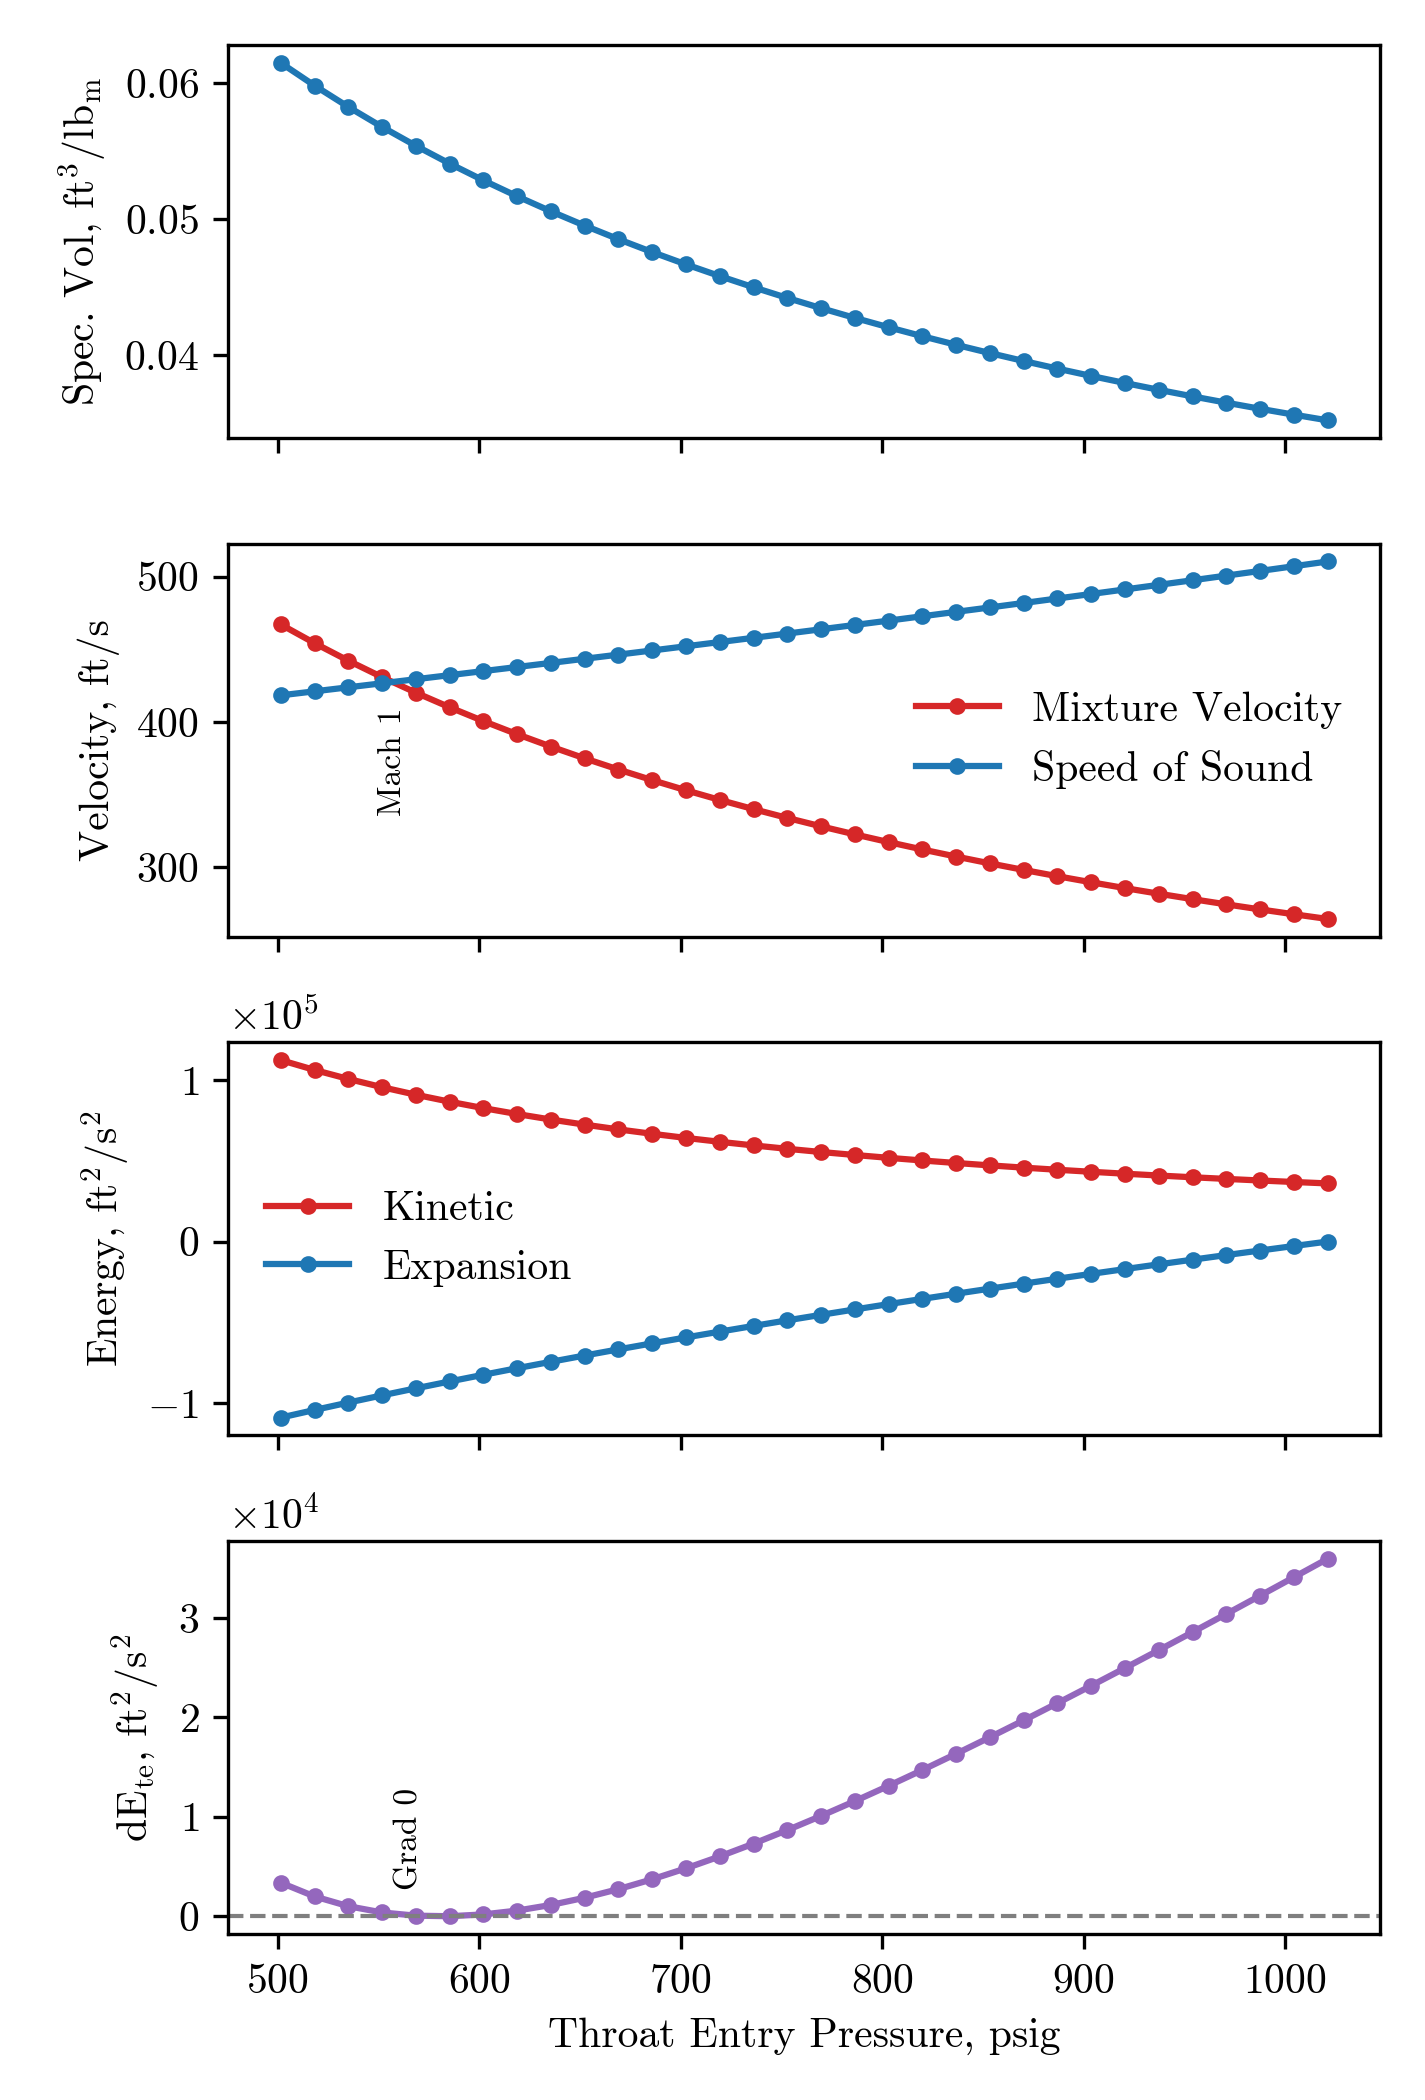 0.06
0.05
0.04
Spec. Vol, ft³/lbₘ
500
400
300
Velocity, ft/s
Mach 1
Mixture Velocity
Speed of Sound
×10⁵
1
0
−1
Energy, ft²/s²
Kinetic
Expansion
×10⁴
3
2
1
0
dE_te, ft²/s²
Grad 0
500 600 700 800 900 1000
Throat Entry Pressure, psig